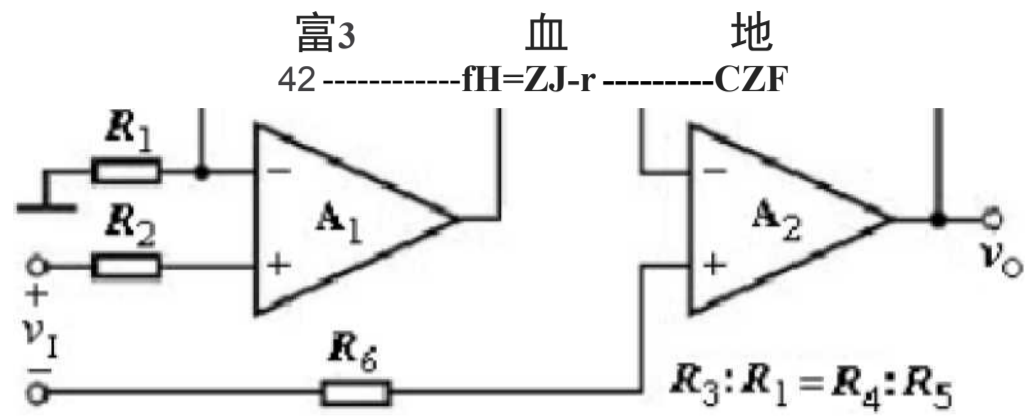 富3 血 地
42 ------------fH=ZJ-r ---------CZF
R1
R2
− A1 +
− A2 +
vO
+
vI
−
R6
R3:R1=R4:R5